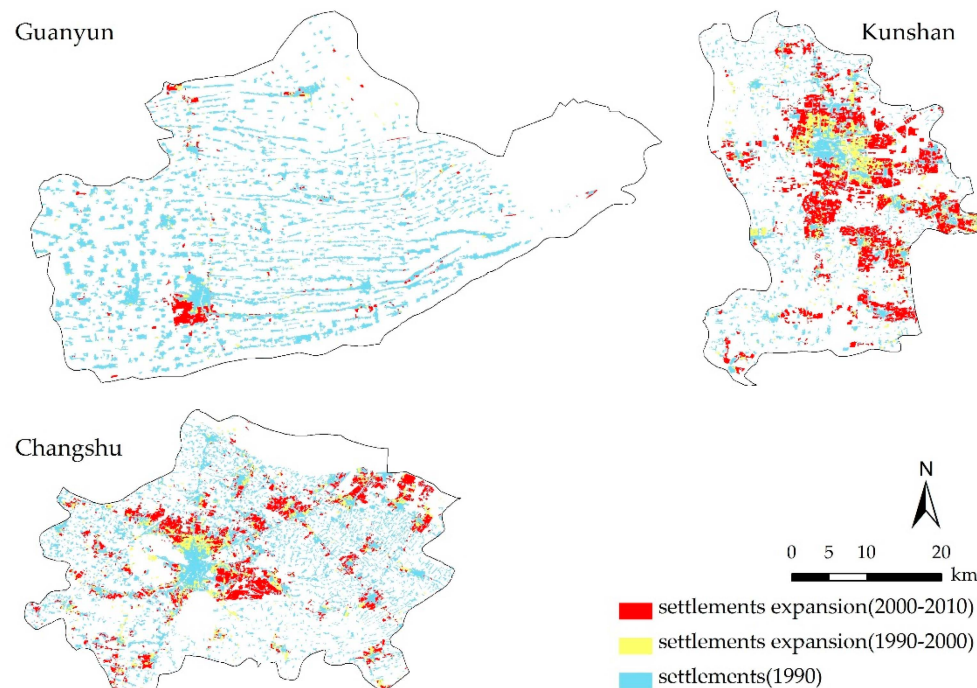 Guanyun
Kunshan
Changshu
N
0 5 10 20
km
settlements expansion(2000-2010)
settlements expansion(1990-2000)
settlements(1990)